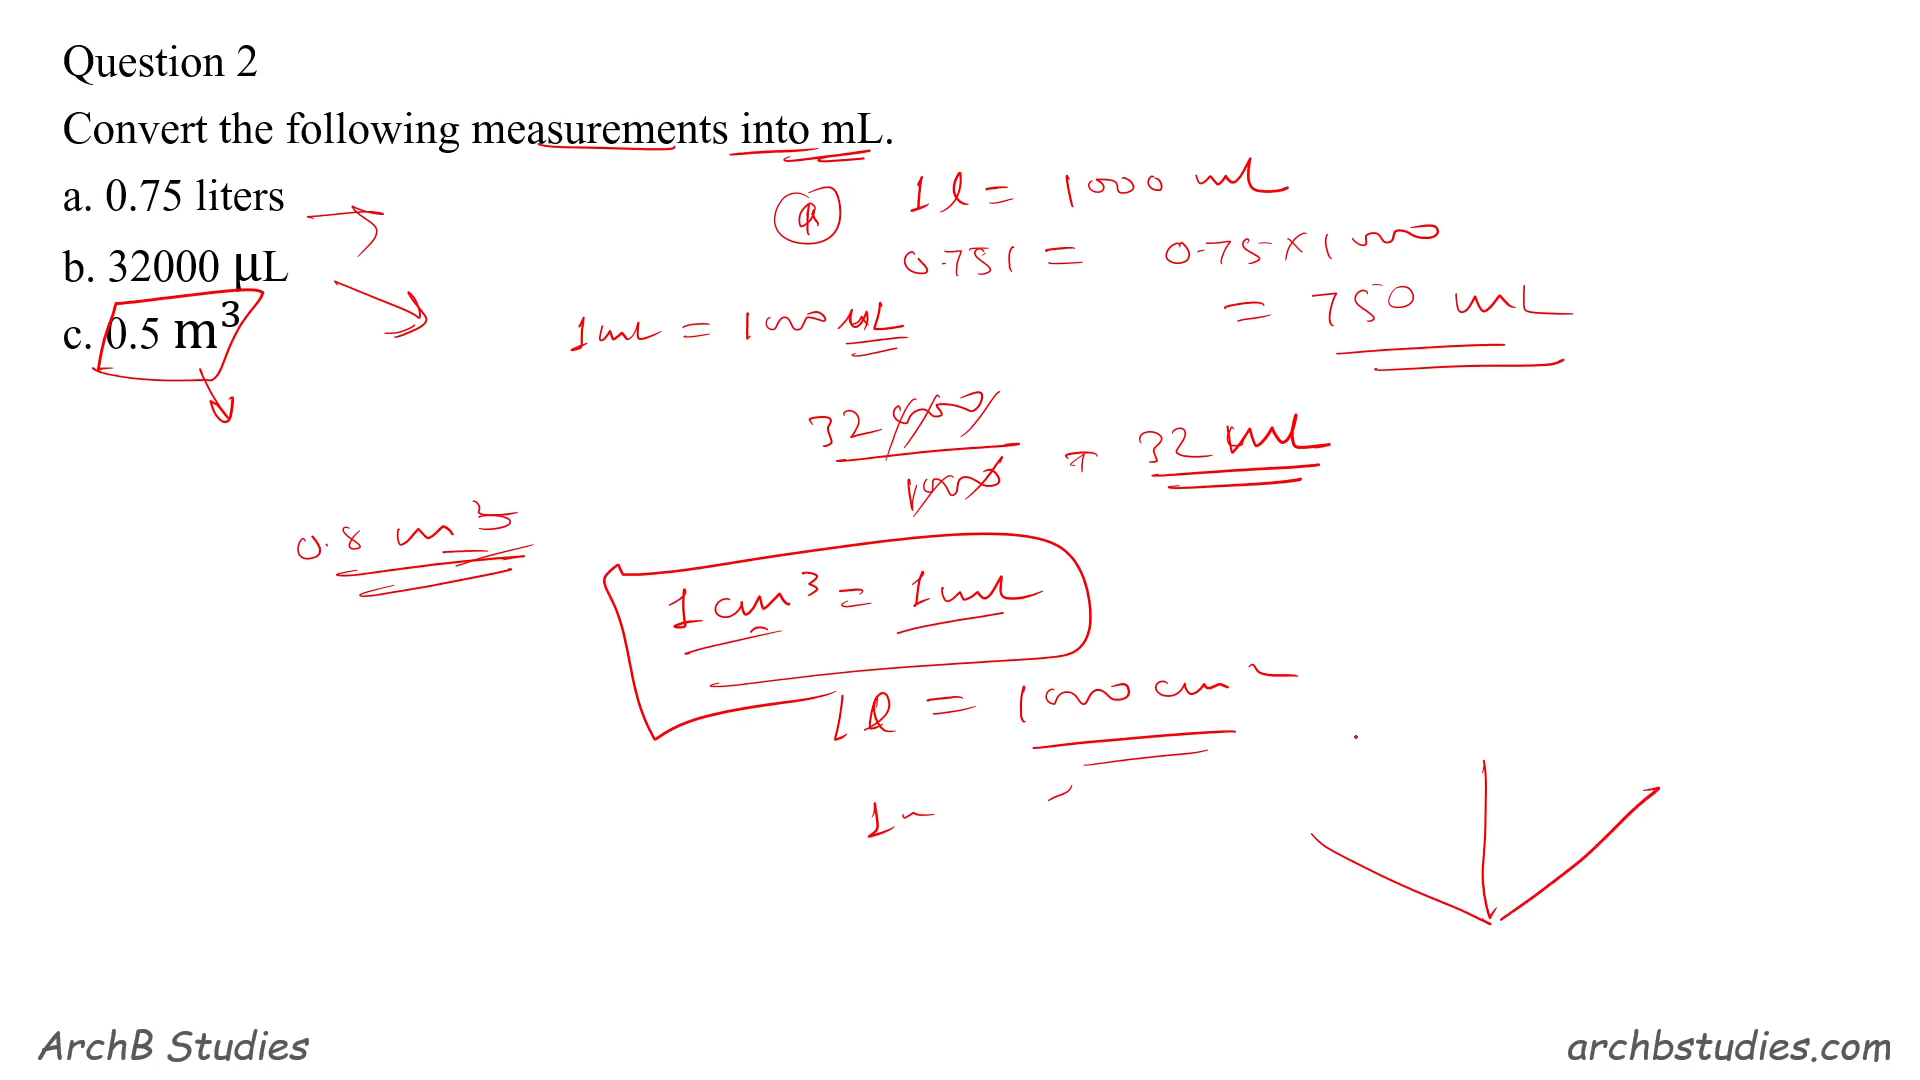 Question 2
Convert the following measurements into mL.
a. 0.75 liters
b. 32000 μL
c. 0.5 m³
1 l = 1000 mL
0.75 l = 0.75 × 1000
= 750 mL
1 mL = 1000 μL
32000
1000
= 32 mL
0.8 m³
1 cm³ = 1 mL
1 l = 1000 cm
1
ArchB Studies
archbstudies.com